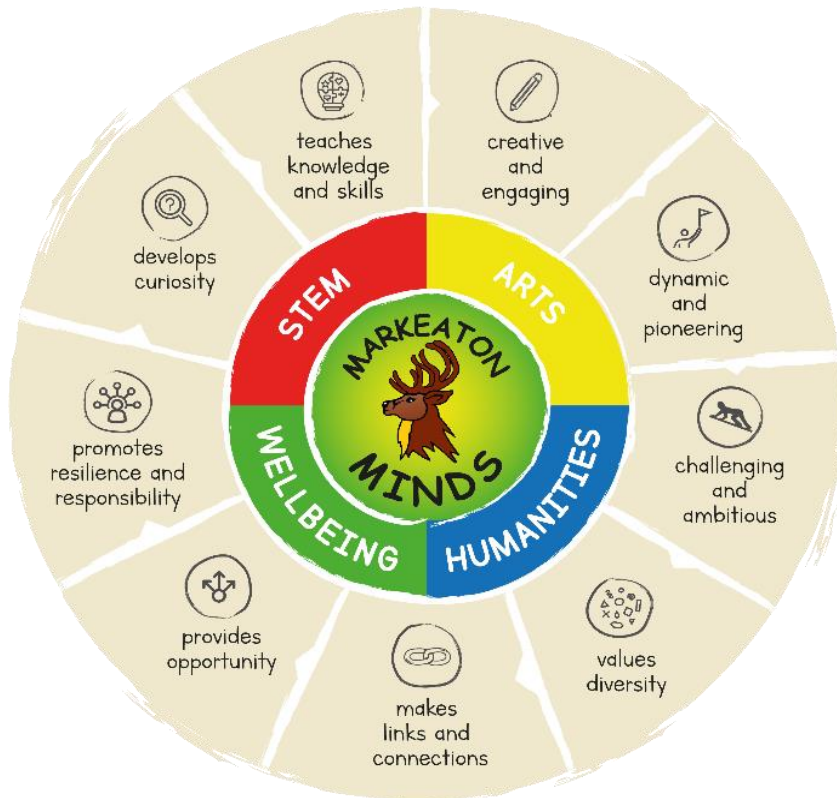 teaches
knowledge
and skills
creative
and
engaging
dynamic
and
pioneering
challenging
and
ambitious
values
diversity
makes
links and
connections
provides
opportunity
promotes
resilience and
responsibility
develops
curiosity
STEM
ARTS
HUMANITIES
WELLBEING
MARKEATON
MINDS